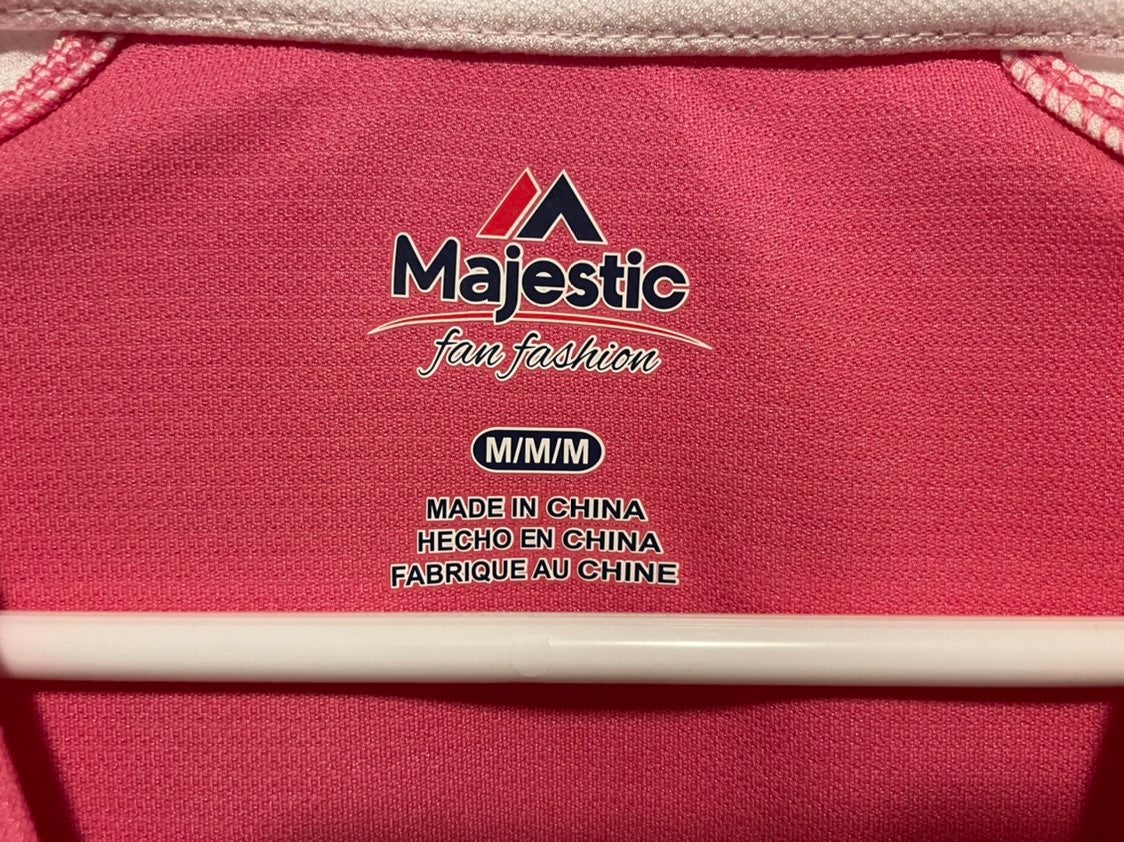 Majestic
fan fashion
M/M/M
MADE IN CHINA
HECHO EN CHINA
FABRIQUE AU CHINE